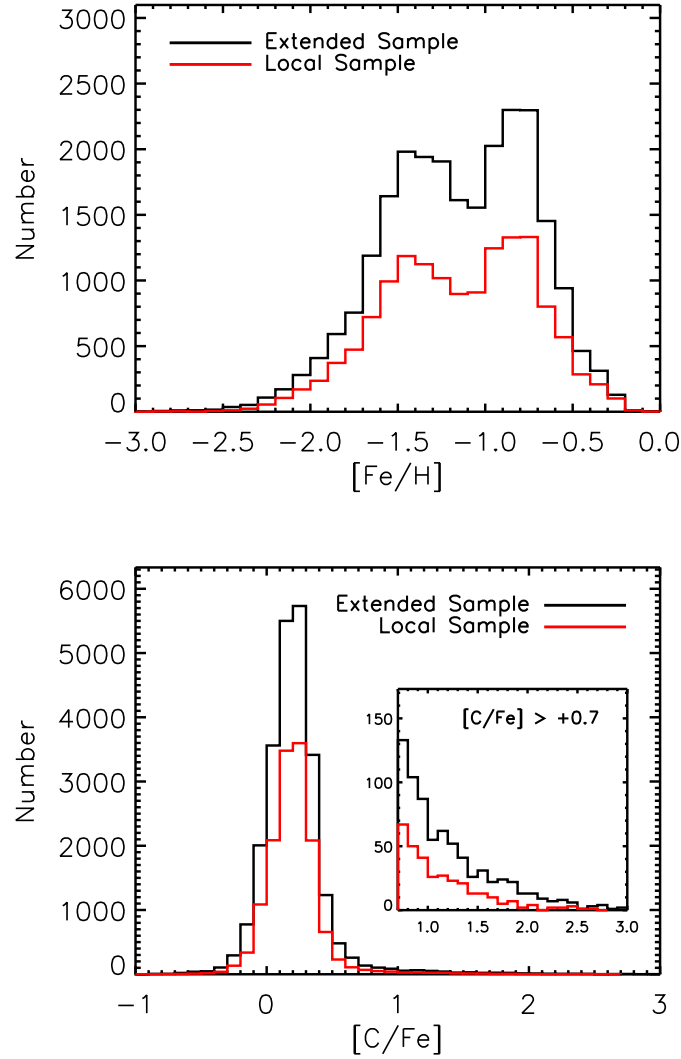 3000
2500
2000
1500
1000
500
0
Number
Extended Sample
Local Sample
−3.0 −2.5 −2.0 −1.5 −1.0 −0.5 0.0
[Fe/H]
6000
5000
4000
3000
2000
1000
0
Number
Extended Sample
Local Sample
[C/Fe] > +0.7
150
100
50
0
1.0 1.5 2.0 2.5 3.0
−1 0 1 2 3
[C/Fe]